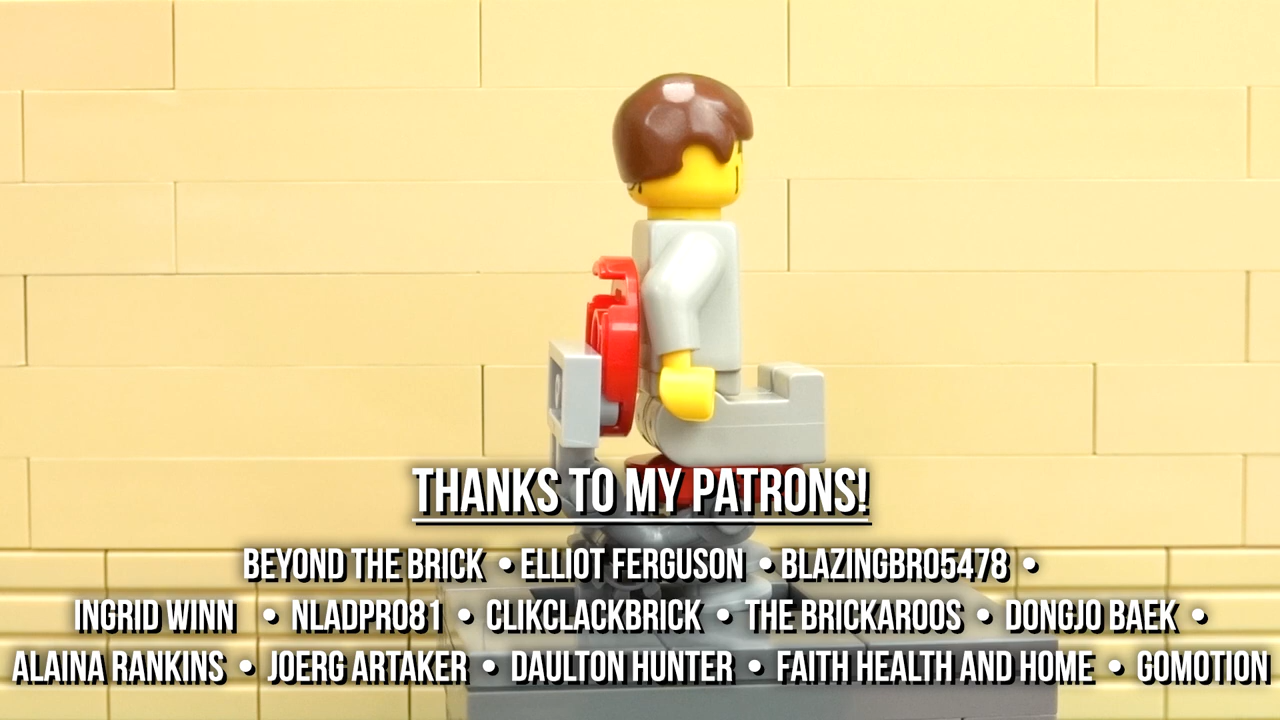 THANKS TO MY PATRONS!
BEYOND THE BRICK • ELLIOT FERGUSON • BLAZINGBRO5478 •
INGRID WINN • NLADPRO81 • CLIKCLACKBRICK • THE BRICKAROOS • DONGJO BAEK •
ALAINA RANKINS • JOERG ARTAKER • DAULTON HUNTER • FAITH HEALTH AND HOME • GOMOTION